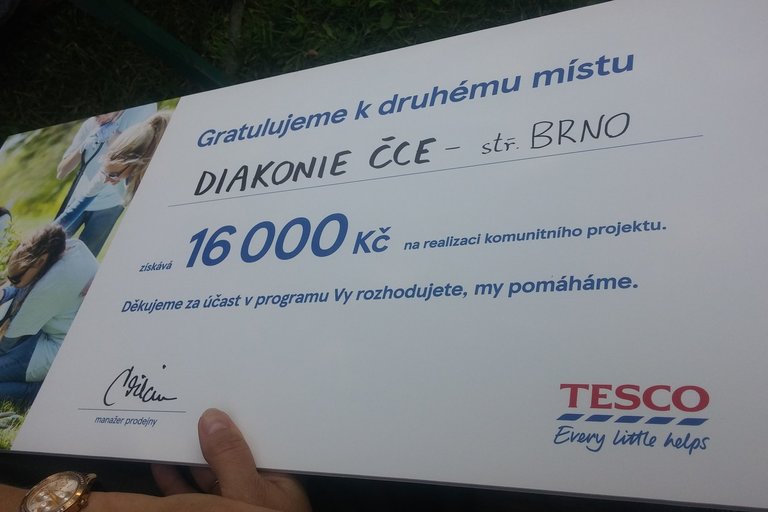 Gratulujeme k druhému místu
DIAKONIE ČCE - stř. BRNO
získává 16 000 Kč na realizaci komunitního projektu.
Děkujeme za účast v programu Vy rozhodujete, my pomáháme.
manažer prodejny
TESCO
Every little helps